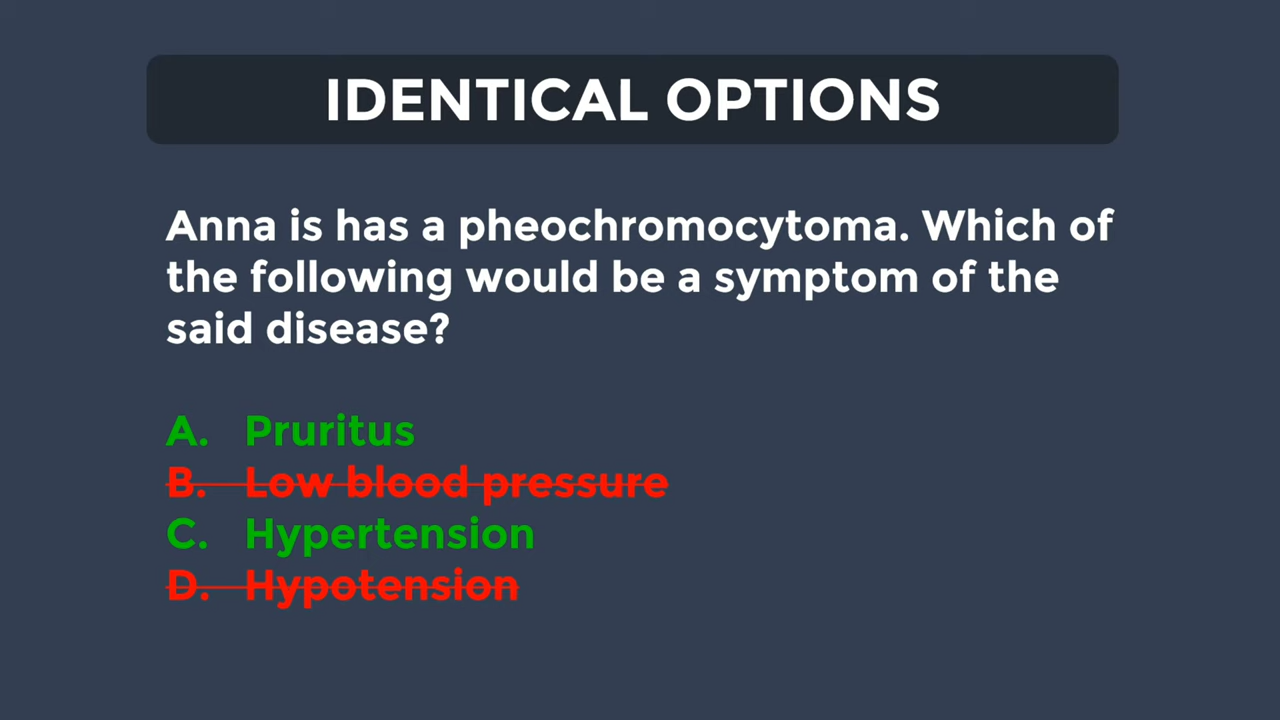 IDENTICAL OPTIONS
Anna is has a pheochromocytoma. Which of
the following would be a symptom of the
said disease?
A. Pruritus
B. Low blood pressure
C. Hypertension
D. Hypotension